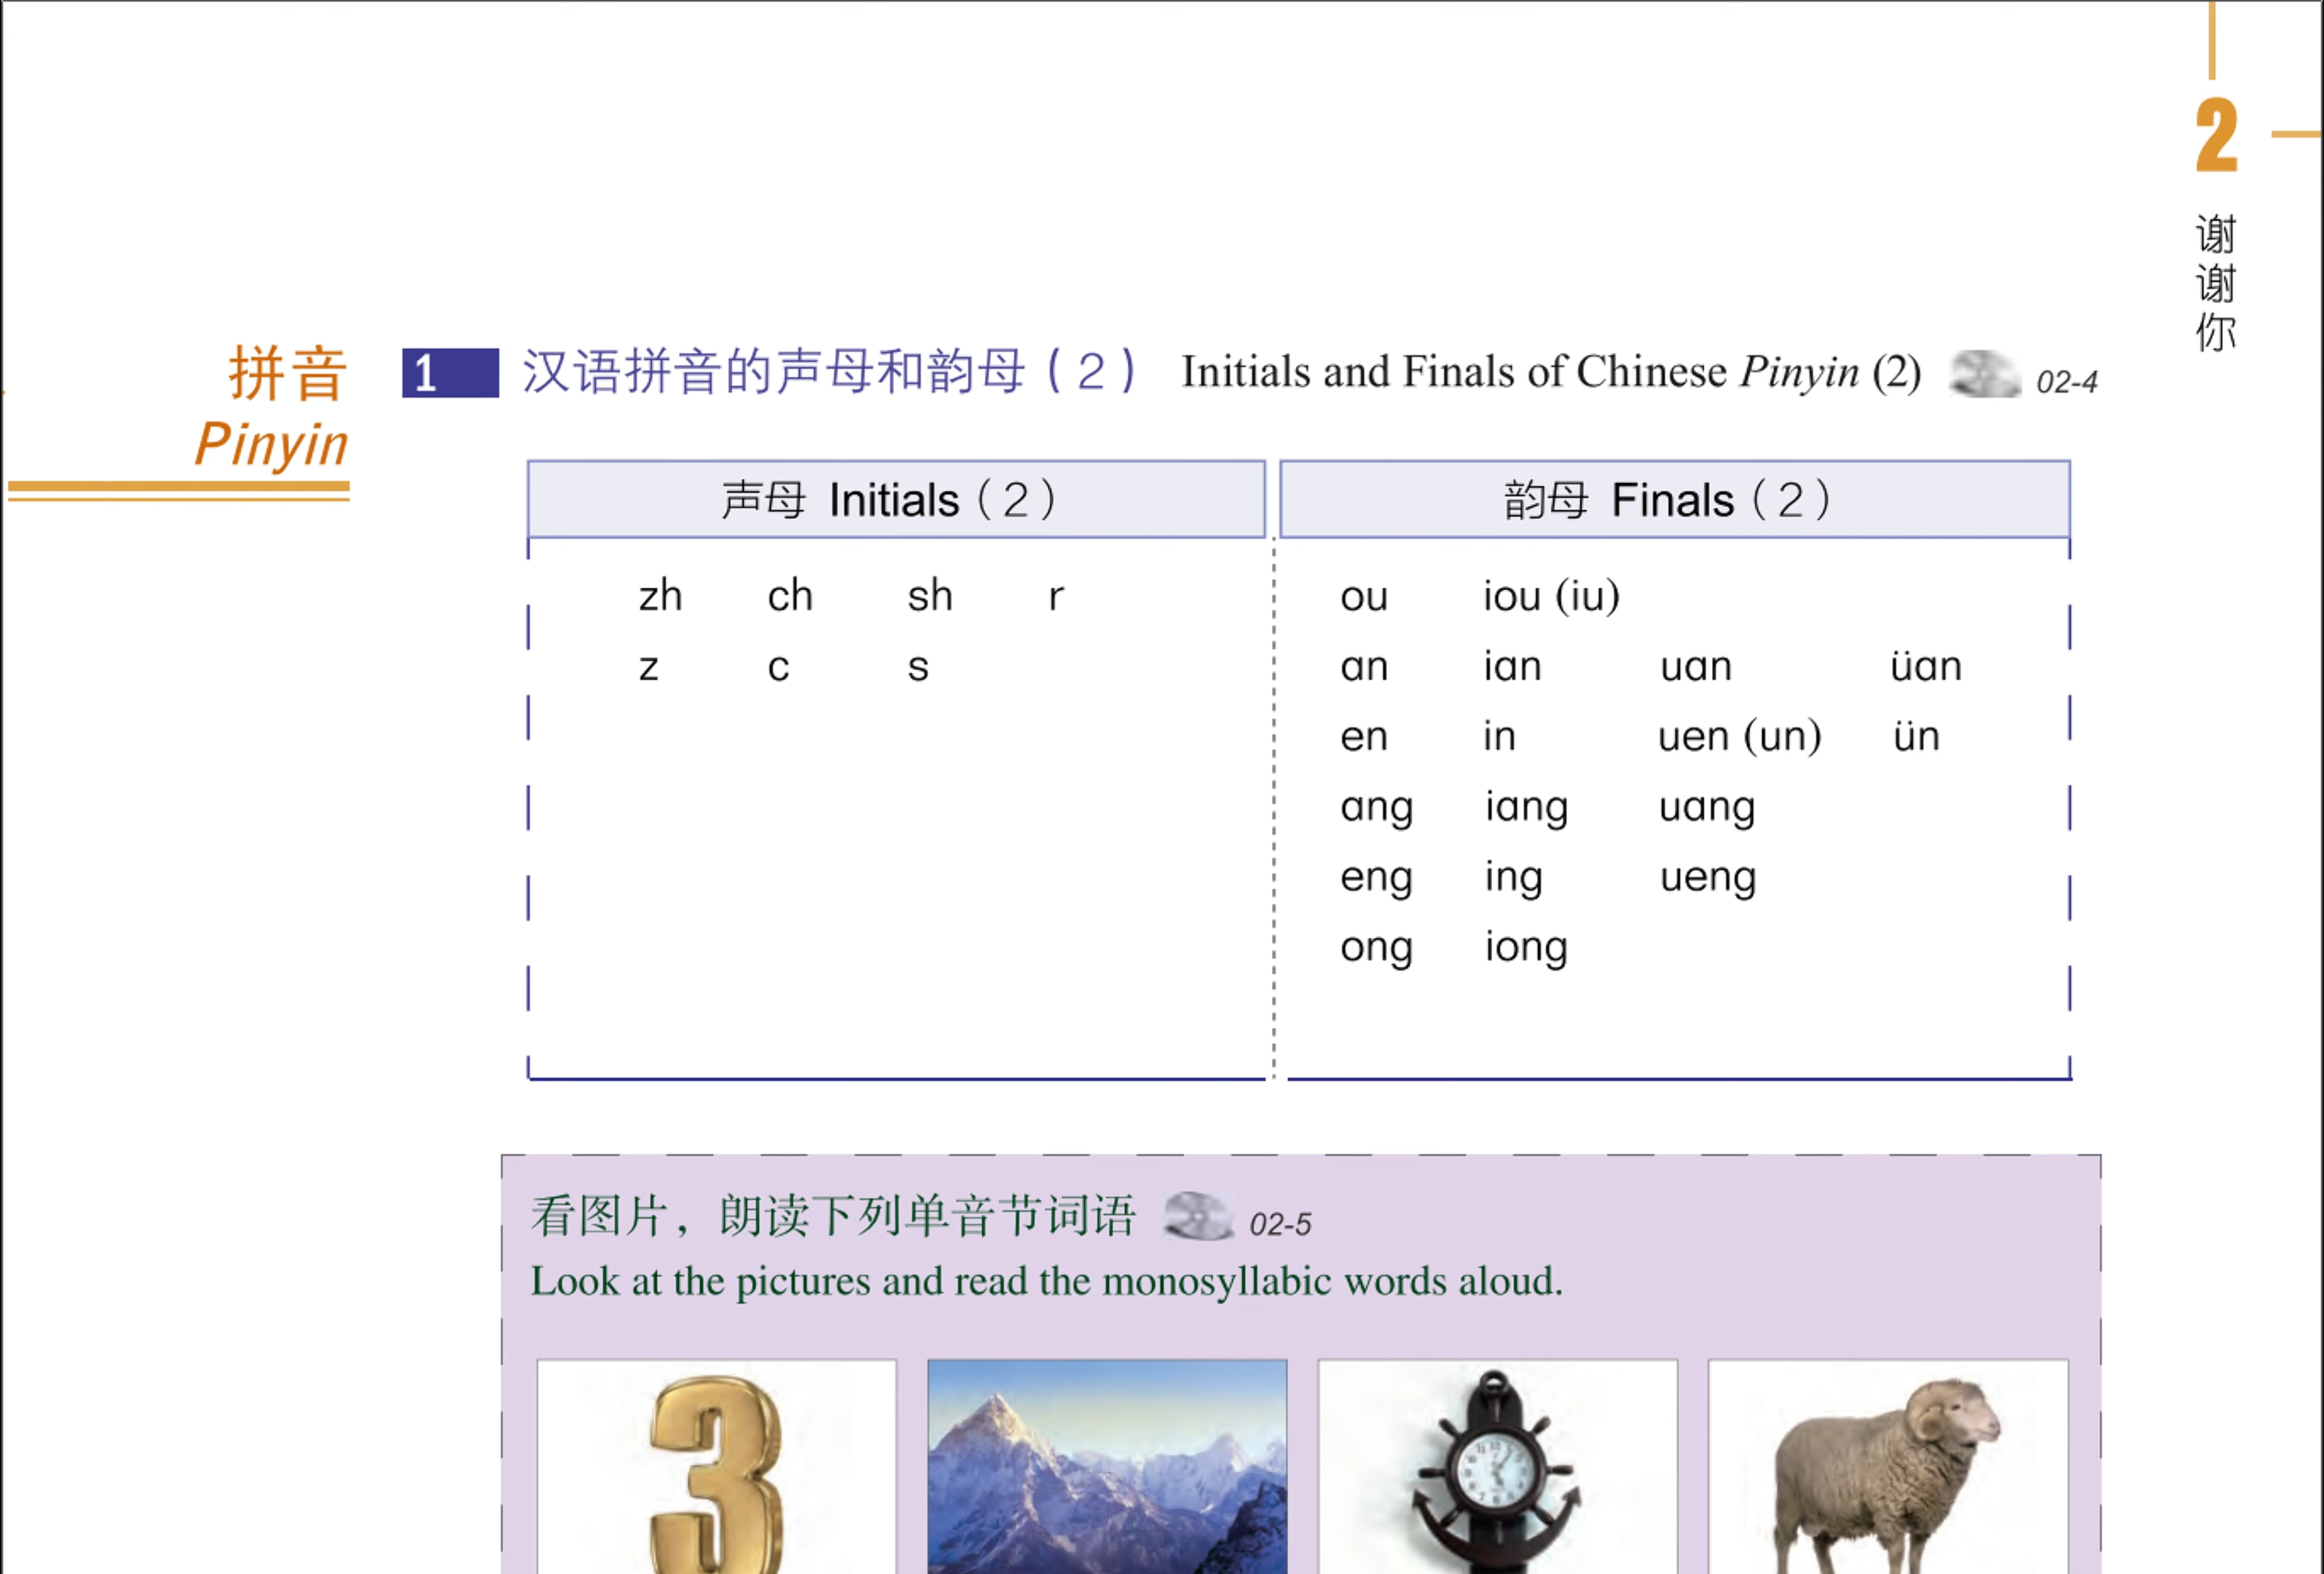 2
谢谢你
拼音
Pinyin
1 汉语拼音的声母和韵母（2） Initials and Finals of Chinese Pinyin (2) 02-4
声母 Initials（2）
zh ch sh r
z c s
韵母 Finals（2）
ou iou (iu)
an ian uan üan
en in uen (un) ün
ang iang uang
eng ing ueng
ong iong
看图片，朗读下列单音节词语 02-5
Look at the pictures and read the monosyllabic words aloud.
3